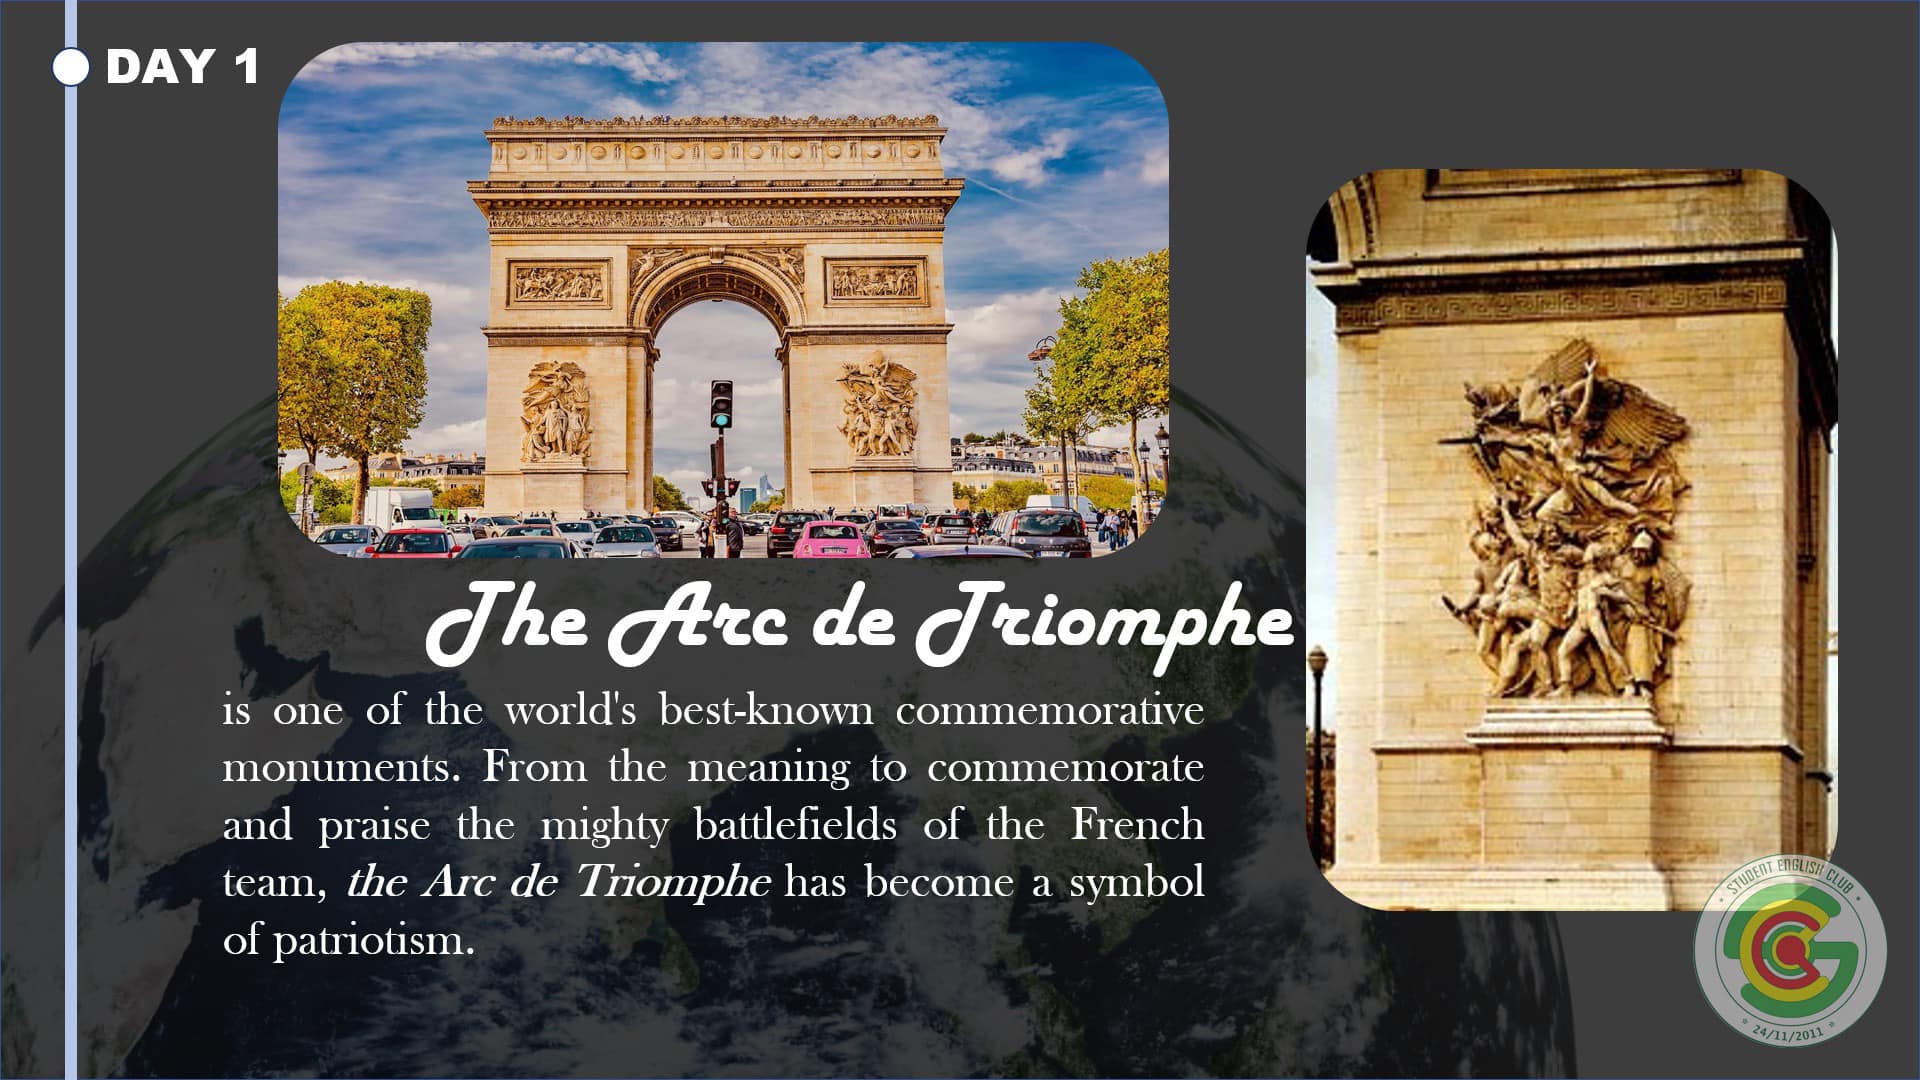 DAY 1
The Arc de Triomphe
is one of the world's best-known commemorative
monuments. From the meaning to commemorate
and praise the mighty battlefields of the French
team, the Arc de Triomphe has become a symbol
of patriotism.
STUDENT ENGLISH CLUB
24/11/2011